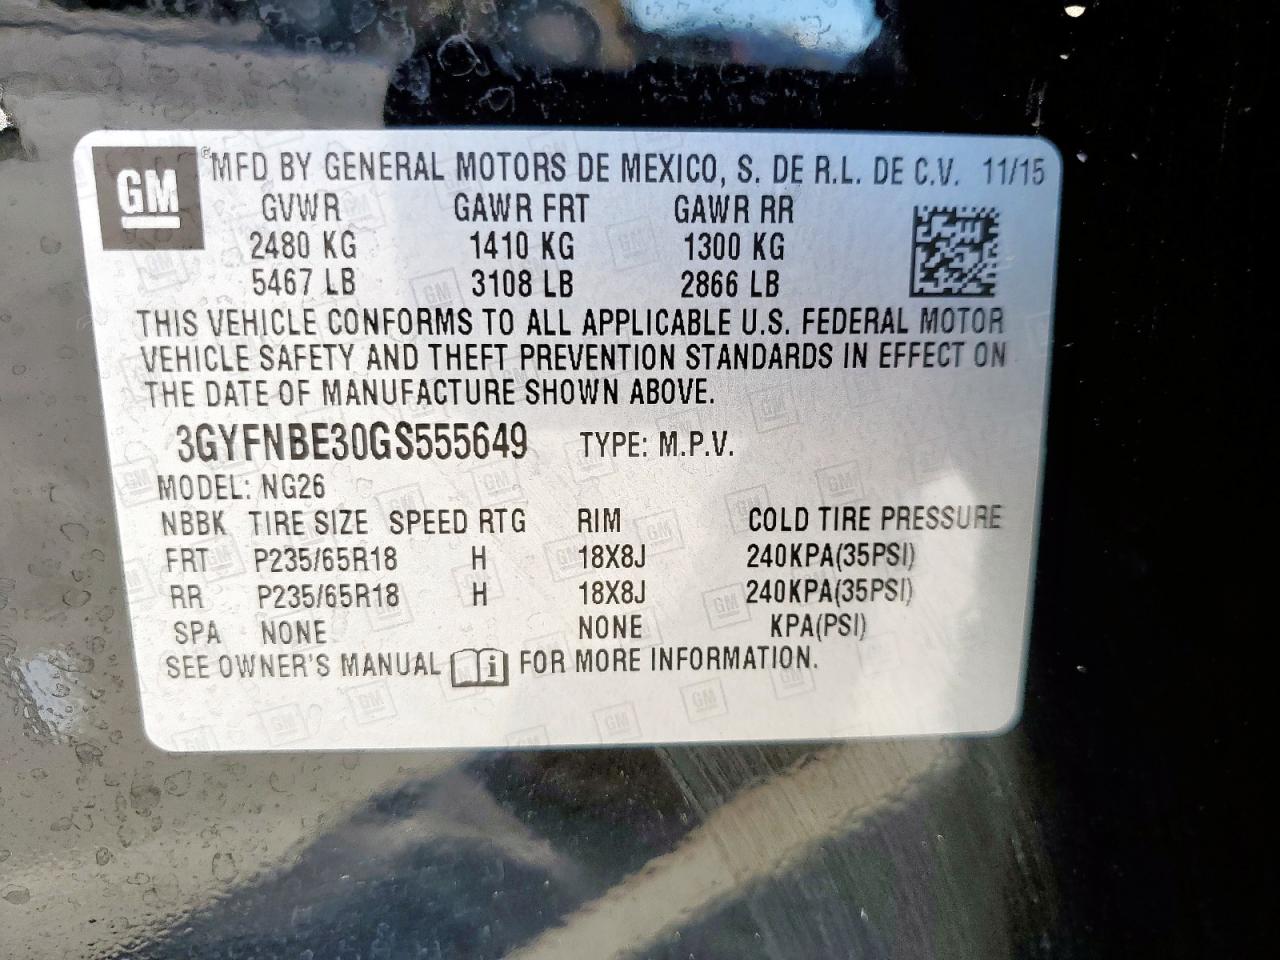 GM
®MFD BY GENERAL MOTORS DE MEXICO, S. DE R.L. DE C.V. 11/15
GVWR GAWR FRT GAWR RR
2480 KG 1410 KG 1300 KG
5467 LB 3108 LB 2866 LB
THIS VEHICLE CONFORMS TO ALL APPLICABLE U.S. FEDERAL MOTOR
VEHICLE SAFETY AND THEFT PREVENTION STANDARDS IN EFFECT ON
THE DATE OF MANUFACTURE SHOWN ABOVE.
3GYFNBE30GS555649 TYPE: M.P.V.
MODEL: NG26
NBBK TIRE SIZE SPEED RTG RIM COLD TIRE PRESSURE
FRT P235/65R18 H 18X8J 240KPA(35PSI)
RR P235/65R18 H 18X8J 240KPA(35PSI)
SPA NONE NONE KPA(PSI)
SEE OWNER'S MANUAL i FOR MORE INFORMATION.